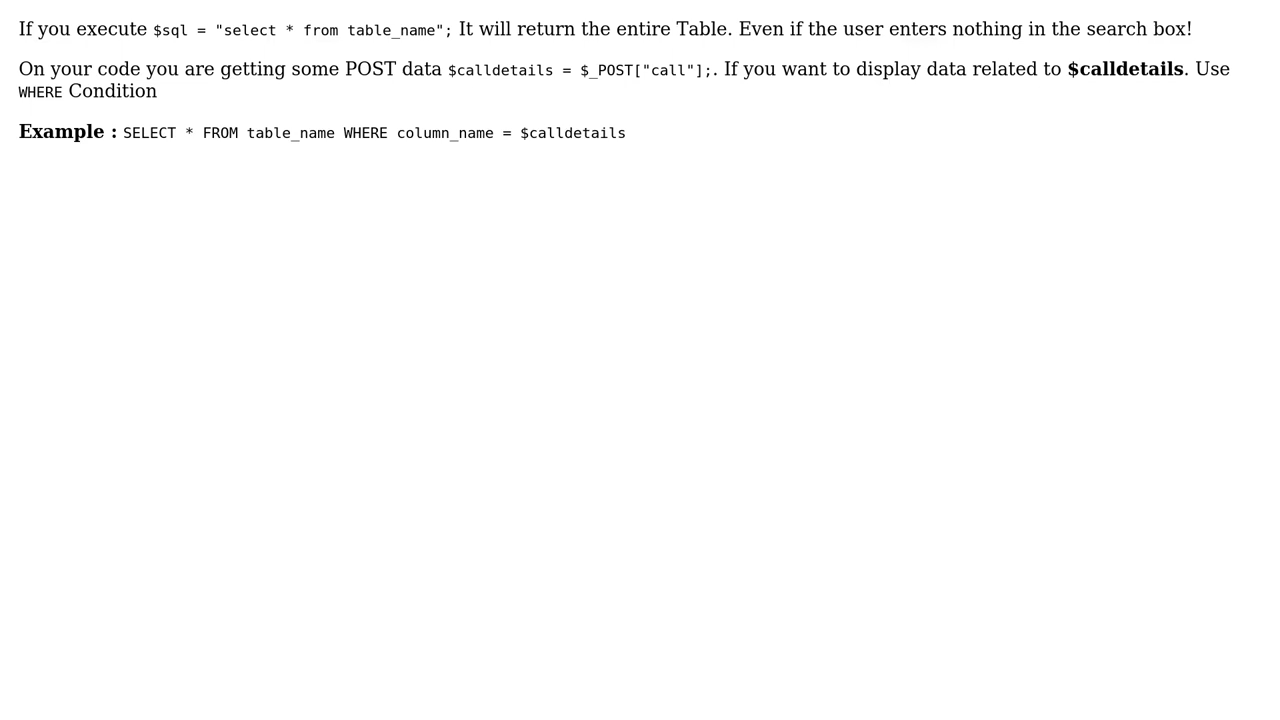 If you execute $sql = "select * from table_name"; It will return the entire Table. Even if the user enters nothing in the search box!
On your code you are getting some POST data $calldetails = $_POST["call"];. If you want to display data related to $calldetails. Use
WHERE Condition
Example : SELECT * FROM table_name WHERE column_name = $calldetails